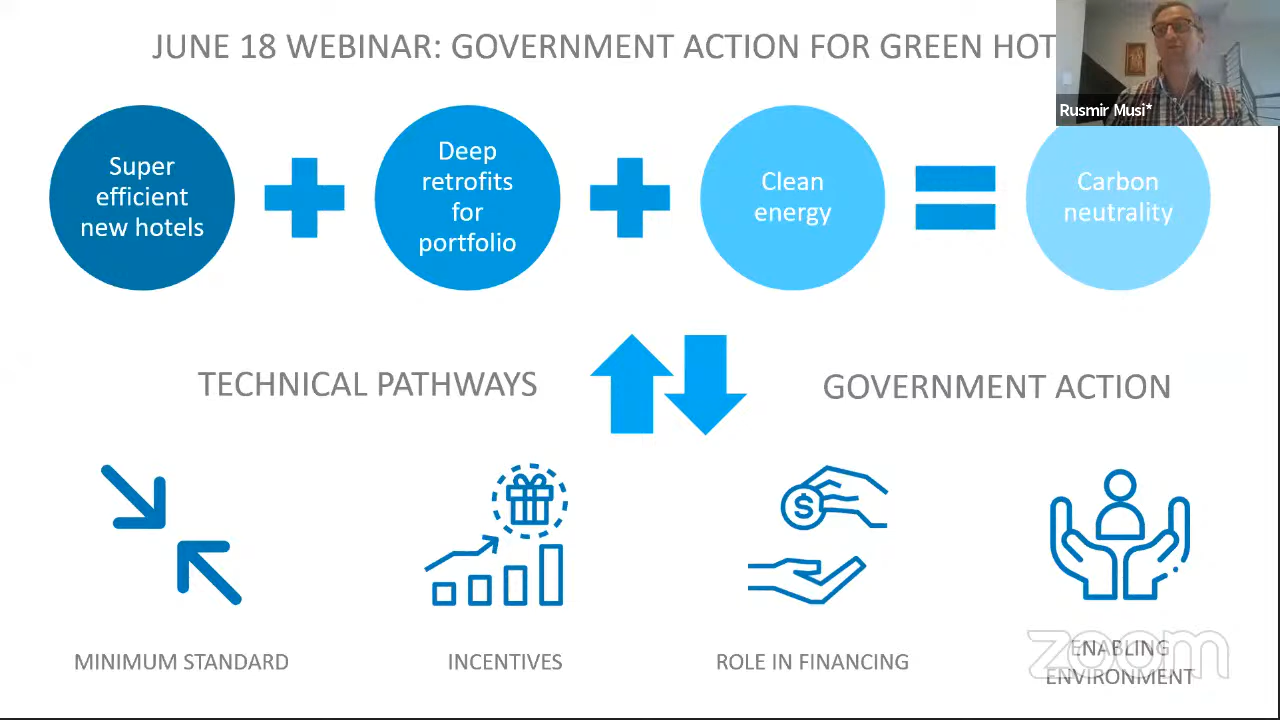 JUNE 18 WEBINAR: GOVERNMENT ACTION FOR GREEN HOT
Rusmir Musi*
Super
efficient
new hotels
Deep
retrofits
for
portfolio
Clean
energy
Carbon
neutrality
TECHNICAL PATHWAYS
GOVERNMENT ACTION
$
MINIMUM STANDARD
INCENTIVES
ROLE IN FINANCING
ENABLING
ENVIRONMENT
zoom